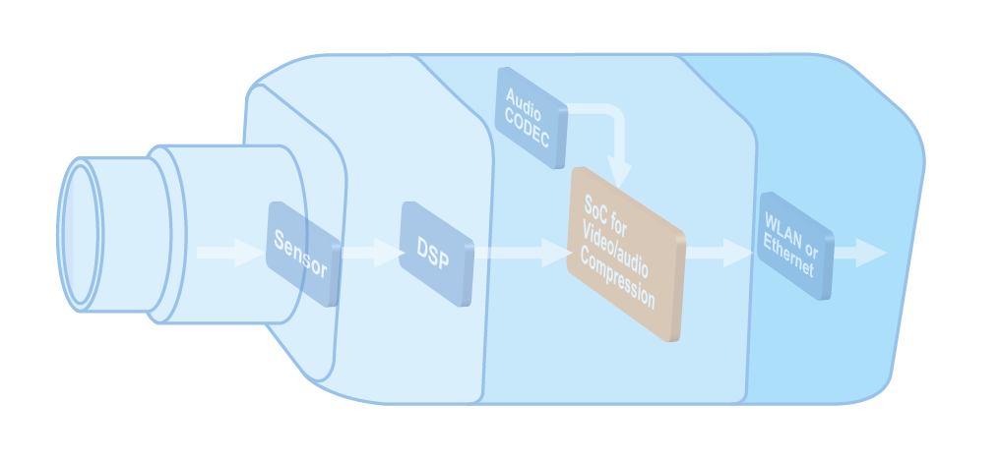 Audio
CODEC
Sensor
DSP
SoC for
Video/audio
Compression
WLAN or
Ethernet